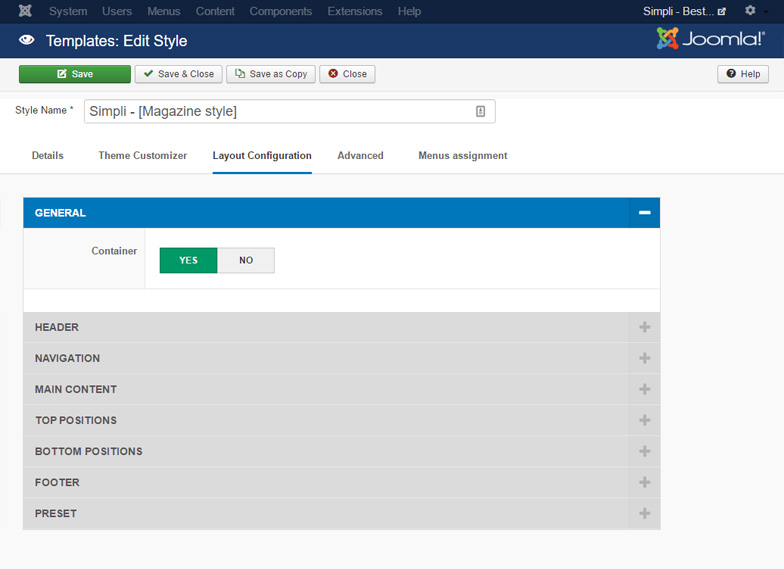 System Users Menus Content Components Extensions Help Simpli - Best...
Templates: Edit Style Joomla!®
Save Save & Close Save as Copy Close Help
Style Name * Simpli - [Magazine style]
Details Theme Customizer Layout Configuration Advanced Menus assignment
GENERAL
Container YES NO
HEADER
NAVIGATION
MAIN CONTENT
TOP POSITIONS
BOTTOM POSITIONS
FOOTER
PRESET